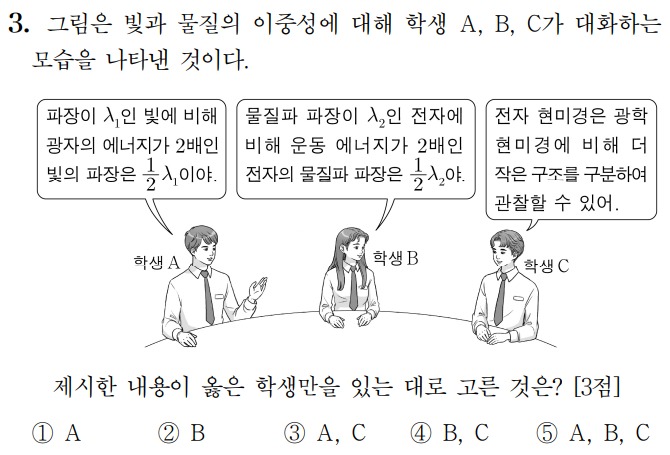 3. 그림은 빛과 물질의 이중성에 대해 학생 A, B, C가 대화하는
모습을 나타낸 것이다.
파장이 λ₁인 빛에 비해
광자의 에너지가 2배인
빛의 파장은 1/2 λ₁이야.
물질파 파장이 λ₂인 전자에
비해 운동 에너지가 2배인
전자의 물질파 파장은 1/2 λ₂야.
전자 현미경은 광학
현미경에 비해 더
작은 구조를 구분하여
관찰할 수 있어.
학생 A
학생 B
학생 C
제시한 내용이 옳은 학생만을 있는 대로 고른 것은? [3점]
① A ② B ③ A, C ④ B, C ⑤ A, B, C